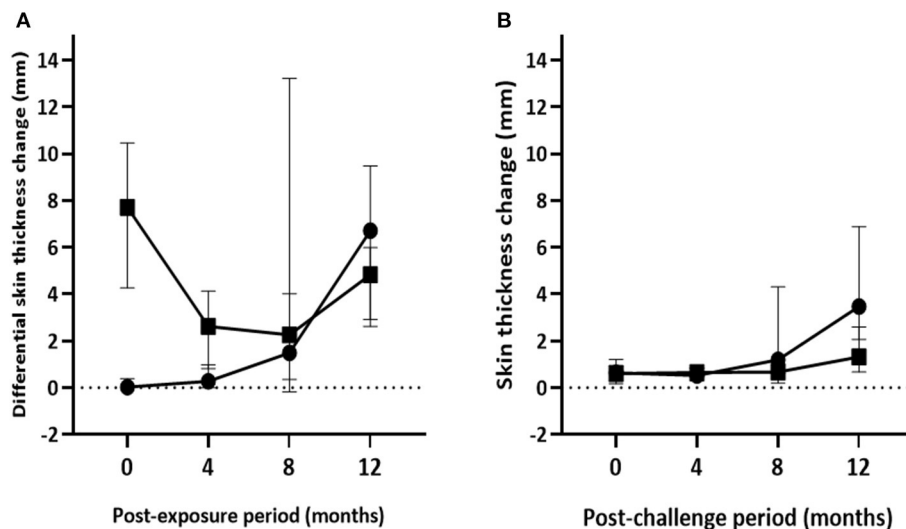 A
Differential skin thickness change (mm)
14
12
10
8
6
4
2
0
-2
0 4 8 12
Post-exposure period (months)
B
Skin thickness change (mm)
14
12
10
8
6
4
2
0
-2
0 4 8 12
Post-challenge period (months)